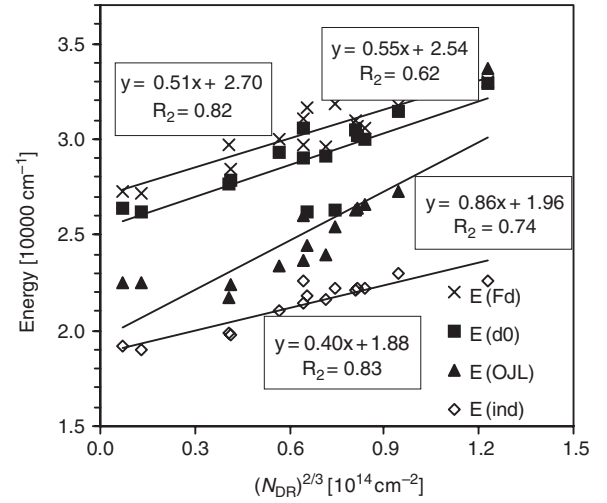 3.5
3.0
2.5
2.0
1.5
Energy [10000 cm⁻¹]
y = 0.55x + 2.54
R₂ = 0.62
y = 0.51x + 2.70
R₂ = 0.82
y = 0.86x + 1.96
R₂ = 0.74
y = 0.40x + 1.88
R₂ = 0.83
E (Fd)
E (d0)
E (OJL)
E (ind)
0.0 0.3 0.6 0.9 1.2 1.5
(N_DR)^2/3 [10¹⁴ cm⁻²]